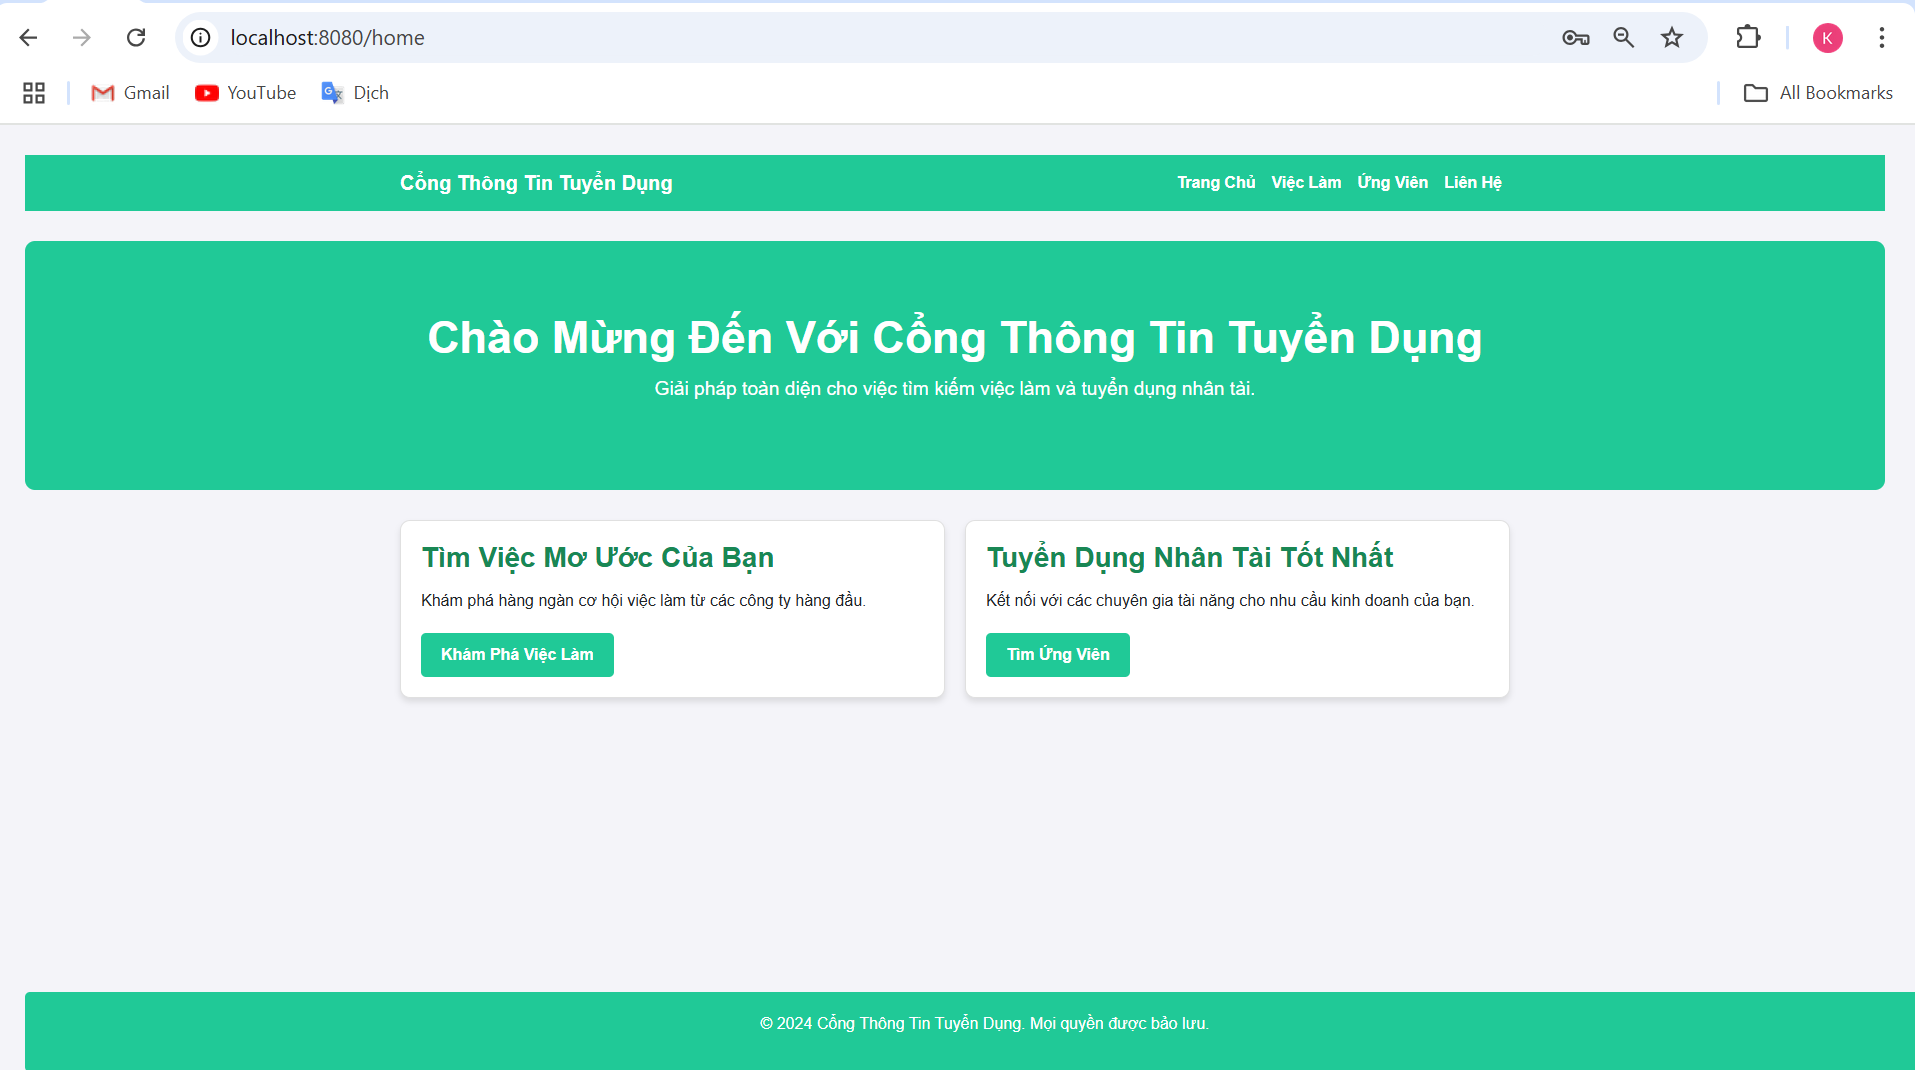 localhost:8080/home
K
Gmail YouTube Dịch All Bookmarks
Cổng Thông Tin Tuyển Dụng Trang Chủ Việc Làm Ứng Viên Liên Hệ
Chào Mừng Đến Với Cổng Thông Tin Tuyển Dụng
Giải pháp toàn diện cho việc tìm kiếm việc làm và tuyển dụng nhân tài.
Tìm Việc Mơ Ước Của Bạn
Khám phá hàng ngàn cơ hội việc làm từ các công ty hàng đầu.
Khám Phá Việc Làm
Tuyển Dụng Nhân Tài Tốt Nhất
Kết nối với các chuyên gia tài năng cho nhu cầu kinh doanh của bạn.
Tìm Ứng Viên
© 2024 Cổng Thông Tin Tuyển Dụng. Mọi quyền được bảo lưu.